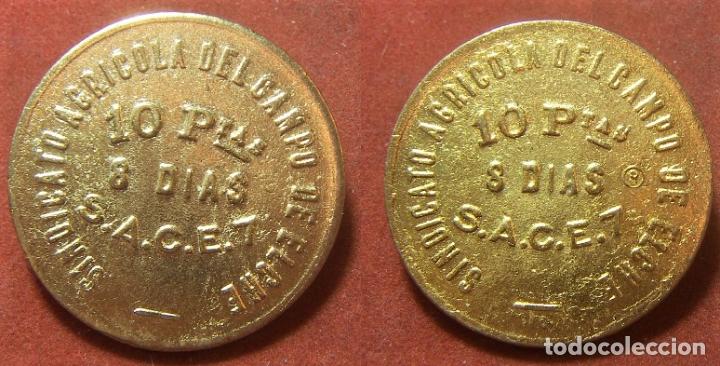 SINDICATO AGRICOLA DEL CAMPO DE ELCHE
10 Ptas
8 DIAS
S.A.C.E.7
SINDICATO AGRICOLA DEL CAMPO DE ELCHE
10 Ptas
8 DIAS
S.A.C.E.7
todocoleccion